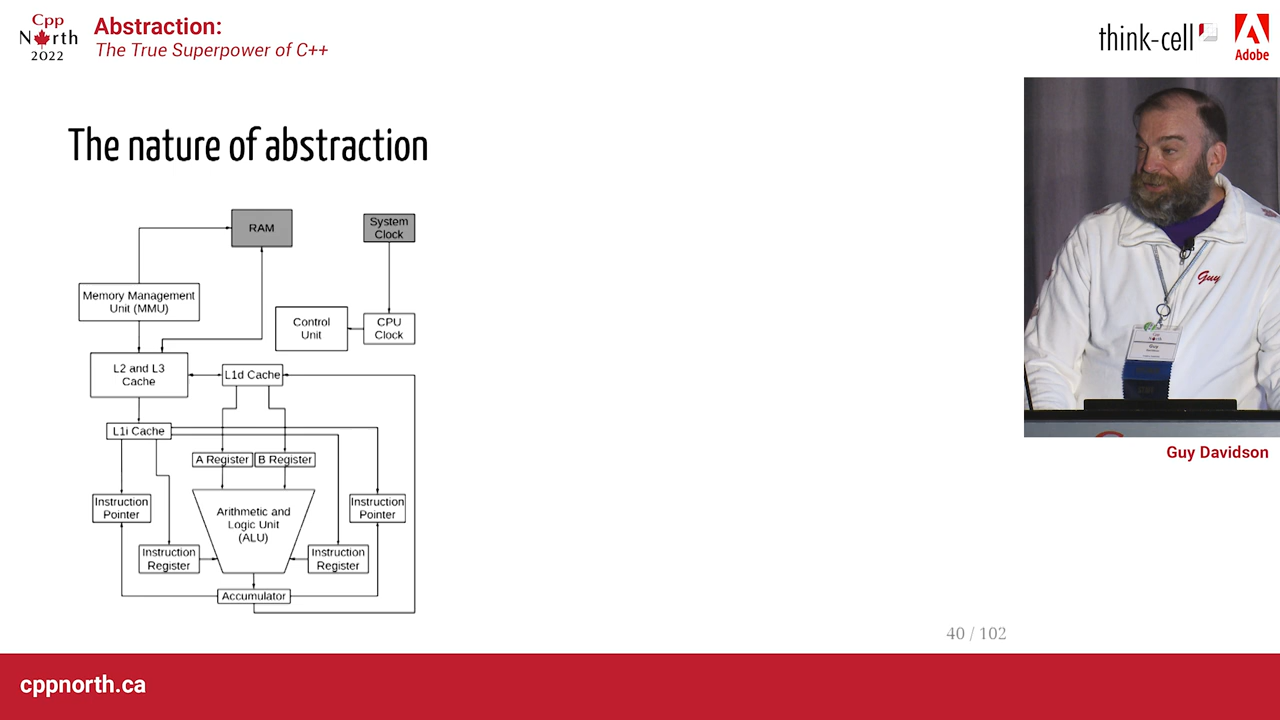 Cpp
North
2022
Abstraction:
The True Superpower of C++
think-cell
Adobe
The nature of abstraction
RAM
System
Clock
Memory Management
Unit (MMU)
Control
Unit
CPU
Clock
L2 and L3
Cache
L1d Cache
L1i Cache
A Register
B Register
Instruction
Pointer
Arithmetic and
Logic Unit
(ALU)
Instruction
Pointer
Instruction
Register
Instruction
Register
Accumulator
Guy
Guy
Guy Davidson
40 / 102
cppnorth.ca